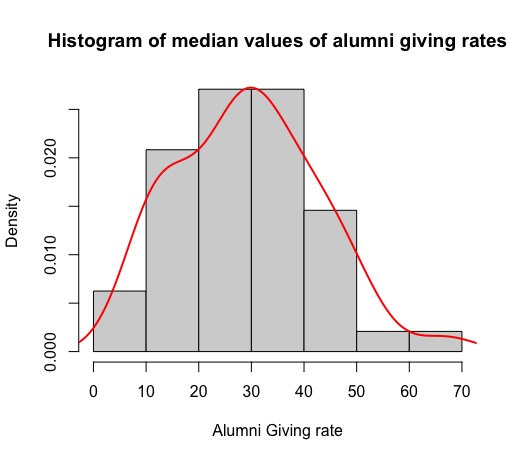 Histogram of median values of alumni giving rates
Density
0.020
0.010
0.000
0 10 20 30 40 50 60 70
Alumni Giving rate